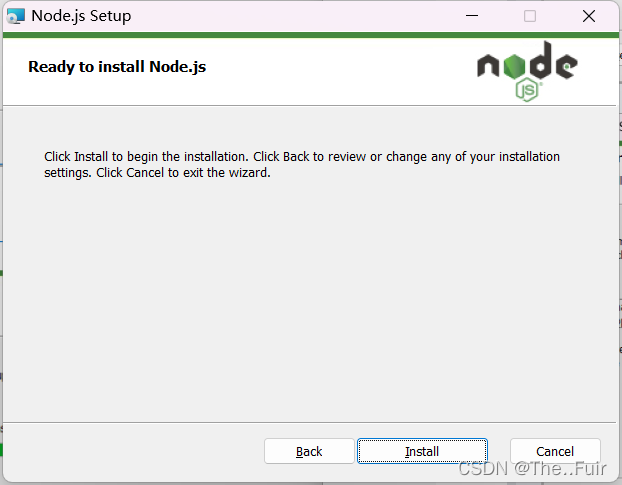 Node.js Setup
Ready to install Node.js
node
JS
Click Install to begin the installation. Click Back to review or change any of your installation
settings. Click Cancel to exit the wizard.
Back
Install
Cancel
CSDN @The..Fuir